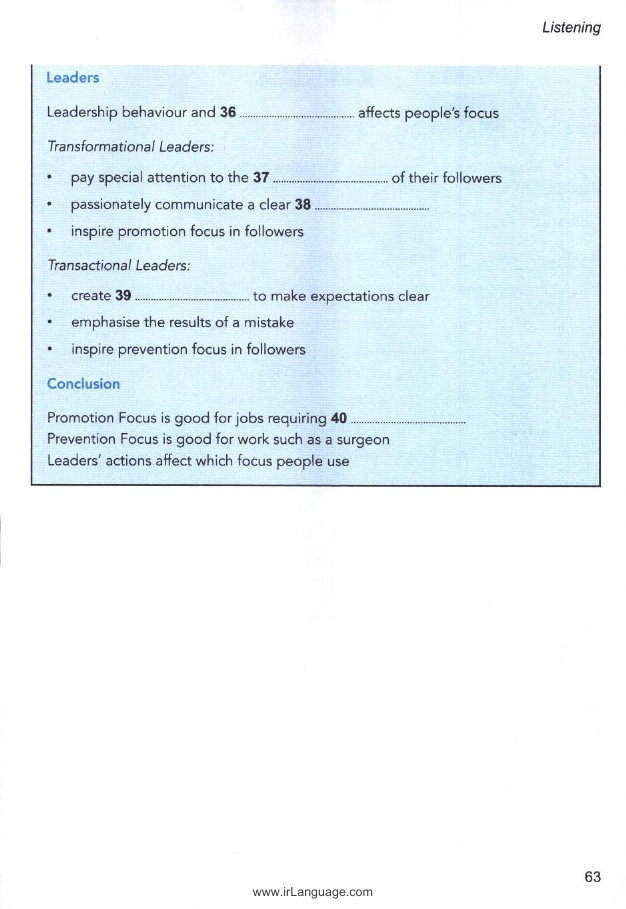 Listening
Leaders
Leadership behaviour and 36 ........................................ affects people's focus
Transformational Leaders:
• pay special attention to the 37 ........................................ of their followers
• passionately communicate a clear 38 ........................................
• inspire promotion focus in followers
Transactional Leaders:
• create 39 ........................................ to make expectations clear
• emphasise the results of a mistake
• inspire prevention focus in followers
Conclusion
Promotion Focus is good for jobs requiring 40 ........................................
Prevention Focus is good for work such as a surgeon
Leaders' actions affect which focus people use
63
www.irLanguage.com